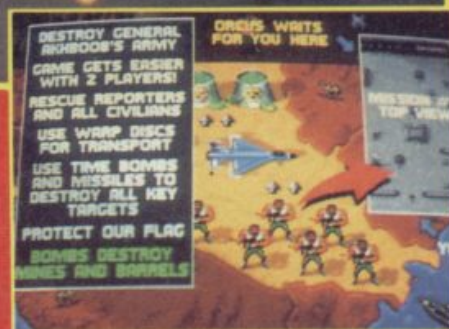 DESTROY GENERAL
AKHBOOB'S ARMY
GAME GETS EASIER
WITH 2 PLAYERS!
RESCUE REPORTERS
AND ALL CIVILIANS
USE WARP DISCS
FOR TRANSPORT
USE TIME BOMBS
AND MISSILES TO
DESTROY ALL KEY
TARGETS
PROTECT OUR FLAG
BOMBS DESTROY
MINES AND BARRELS
ORCUS WAITS
FOR YOU HERE
MISSION
TOP VIEW